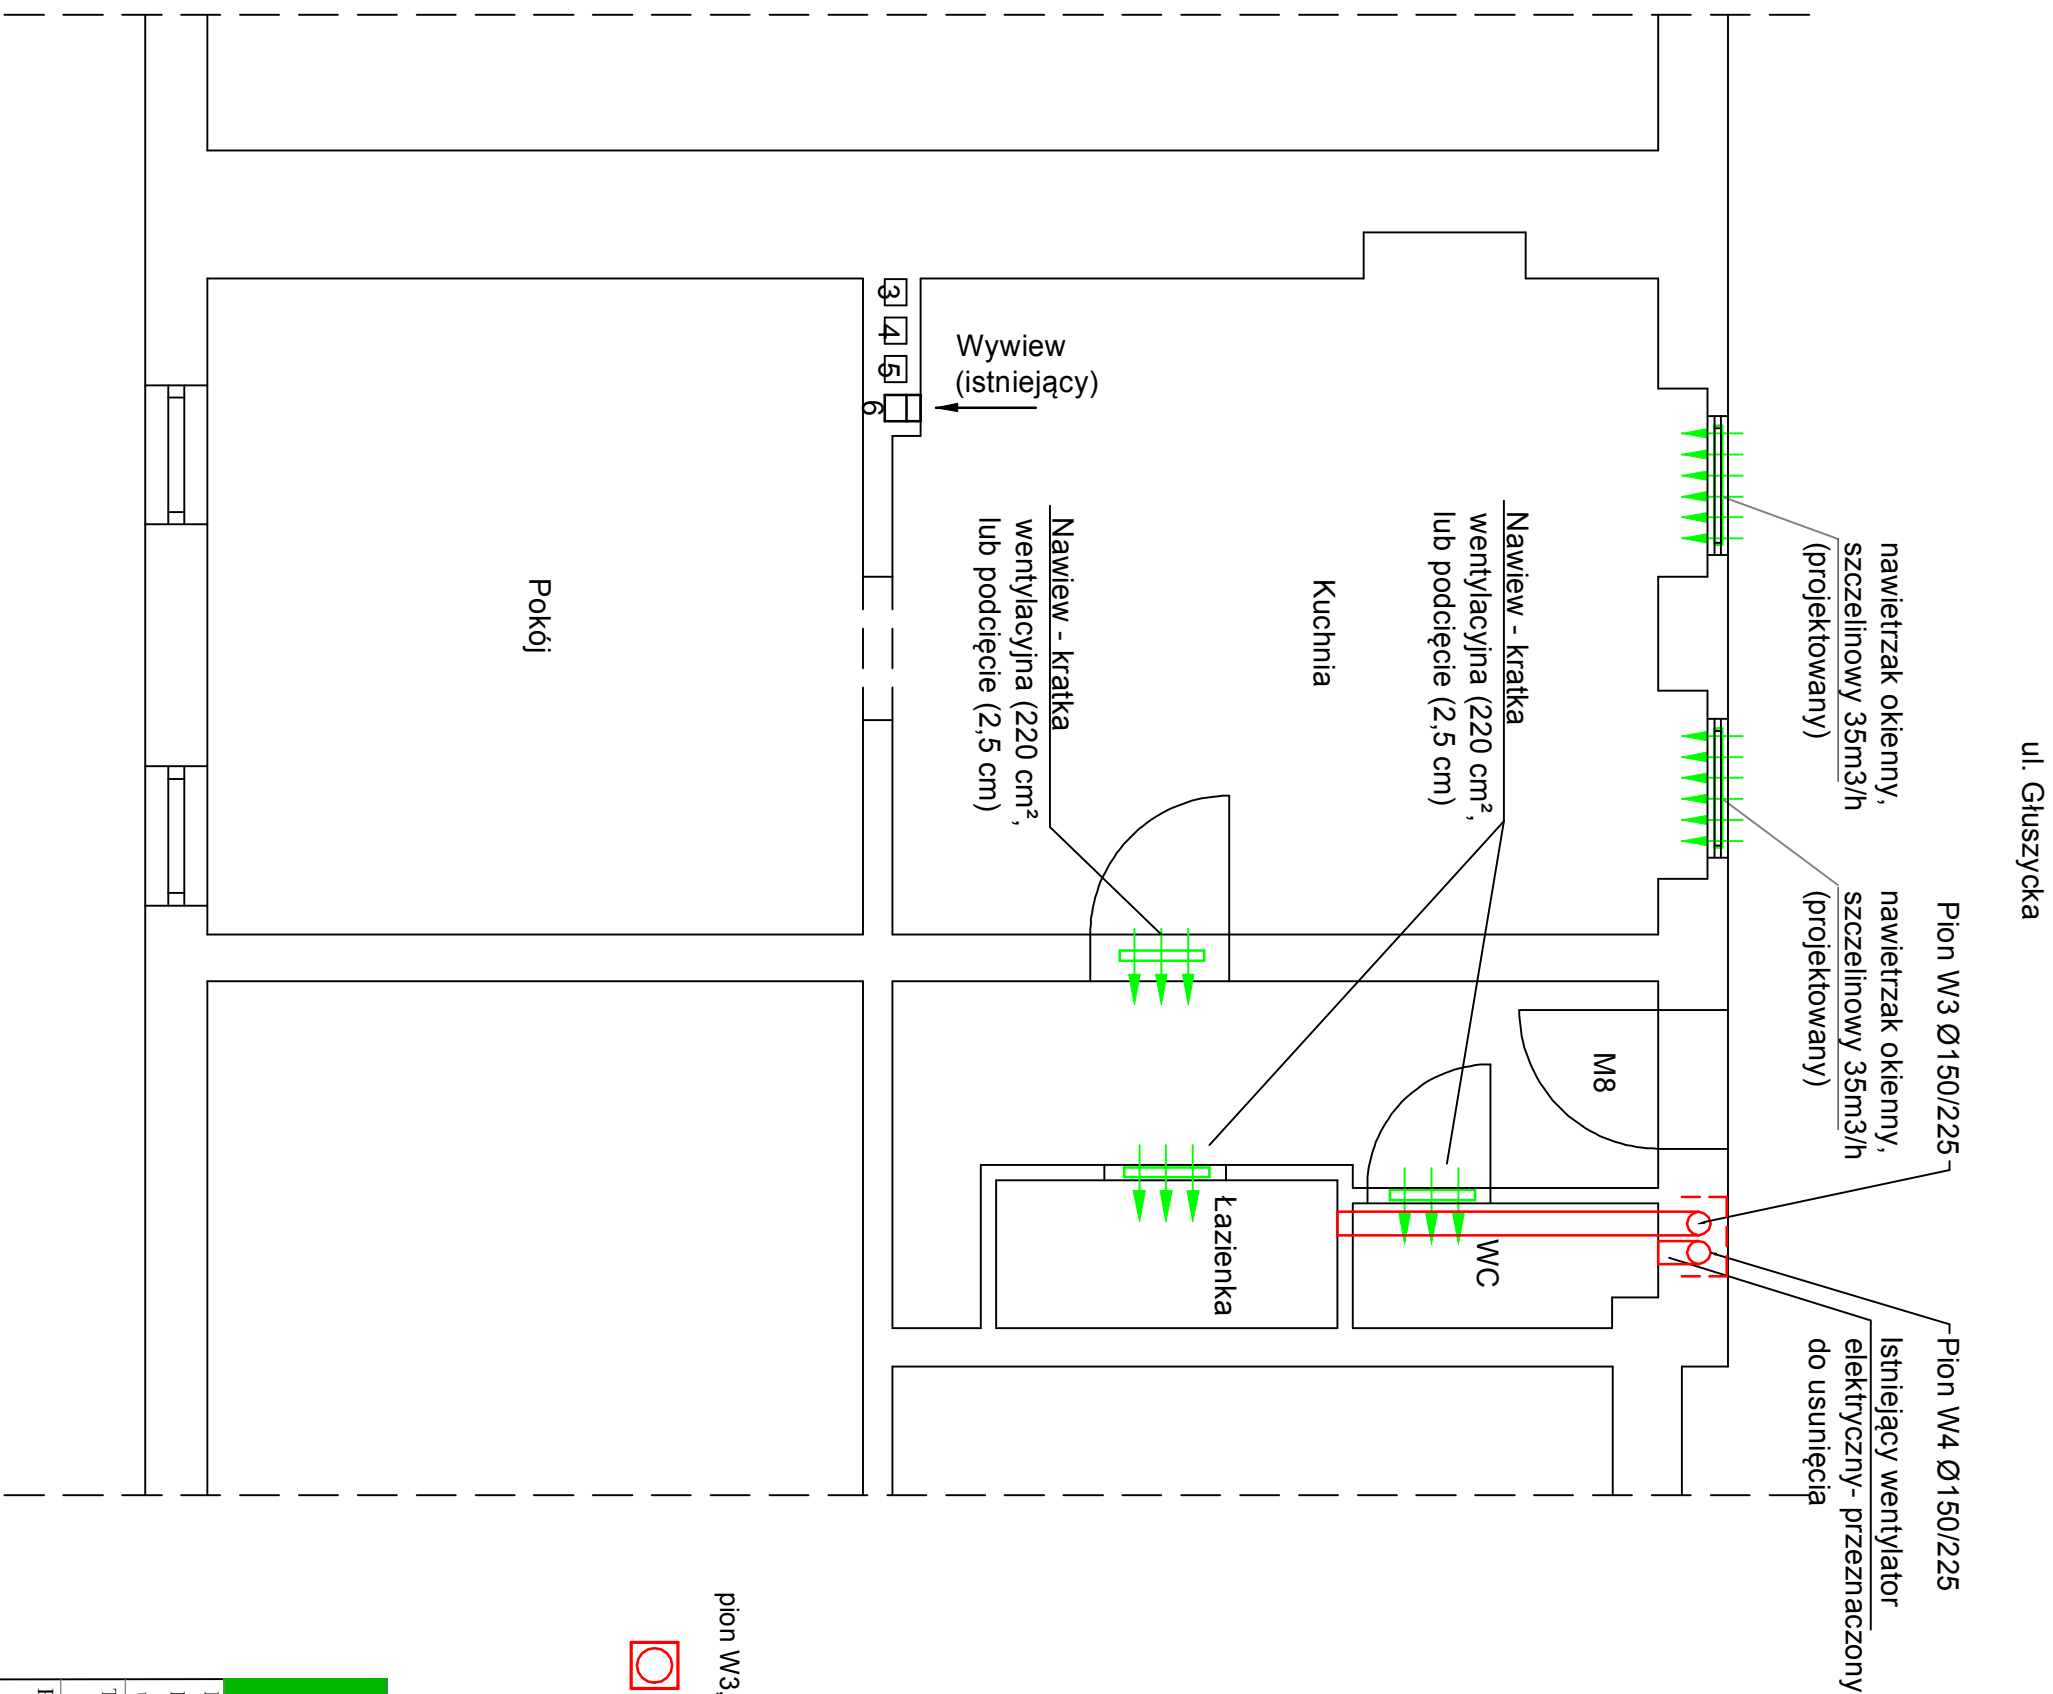 ul. Głuszycka
Pion W3 Ø150/225
Pion W4 Ø150/225
nawietrzak okienny,
szczelinowy 35m3/h
(projektowany)
nawietrzak okienny,
szczelinowy 35m3/h
(projektowany)
Istniejący wentylator
elektryczny- przeznaczony
do usunięcia
M8
Nawiew - kratka
wentylacyjna (220 cm²,
lub podcięcie (2,5 cm)
WC
Kuchnia
Łazienka
Nawiew - kratka
wentylacyjna (220 cm²,
lub podcięcie (2,5 cm)
Wywiew
(istniejący)
3
4
5
6
Pokój
pion W3,